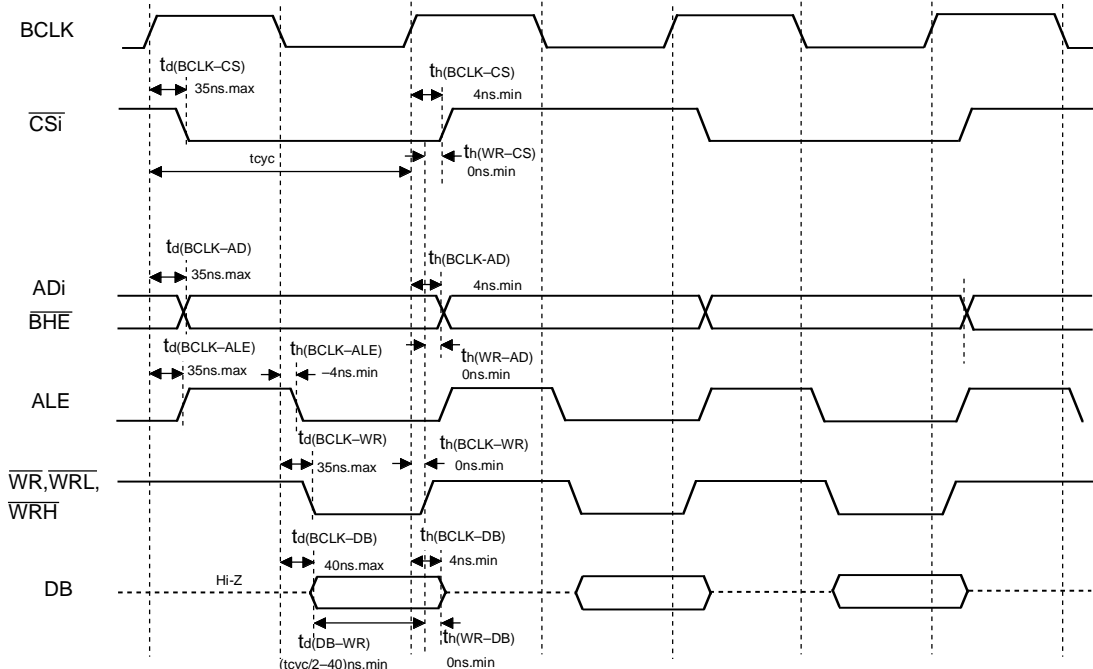 BCLK
td(BCLK–CS)
35ns.max
th(BCLK–CS)
4ns.min
CSi
tcyc
th(WR–CS)
0ns.min
td(BCLK–AD)
35ns.max
th(BCLK-AD)
4ns.min
ADi
BHE
td(BCLK–ALE)
35ns.max
th(BCLK–ALE)
–4ns.min
th(WR–AD)
0ns.min
ALE
td(BCLK–WR)
35ns.max
th(BCLK–WR)
0ns.min
WR,WRL,
WRH
td(BCLK–DB)
40ns.max
th(BCLK–DB)
4ns.min
DB
Hi-Z
td(DB–WR)
(tcyc/2–40)ns.min
th(WR–DB)
0ns.min